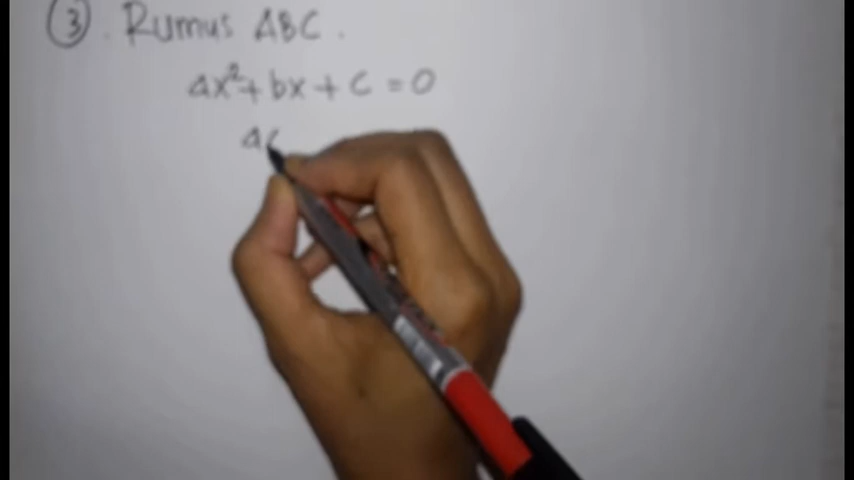 ③. Rumus ABC.
ax²+ bx + c = 0